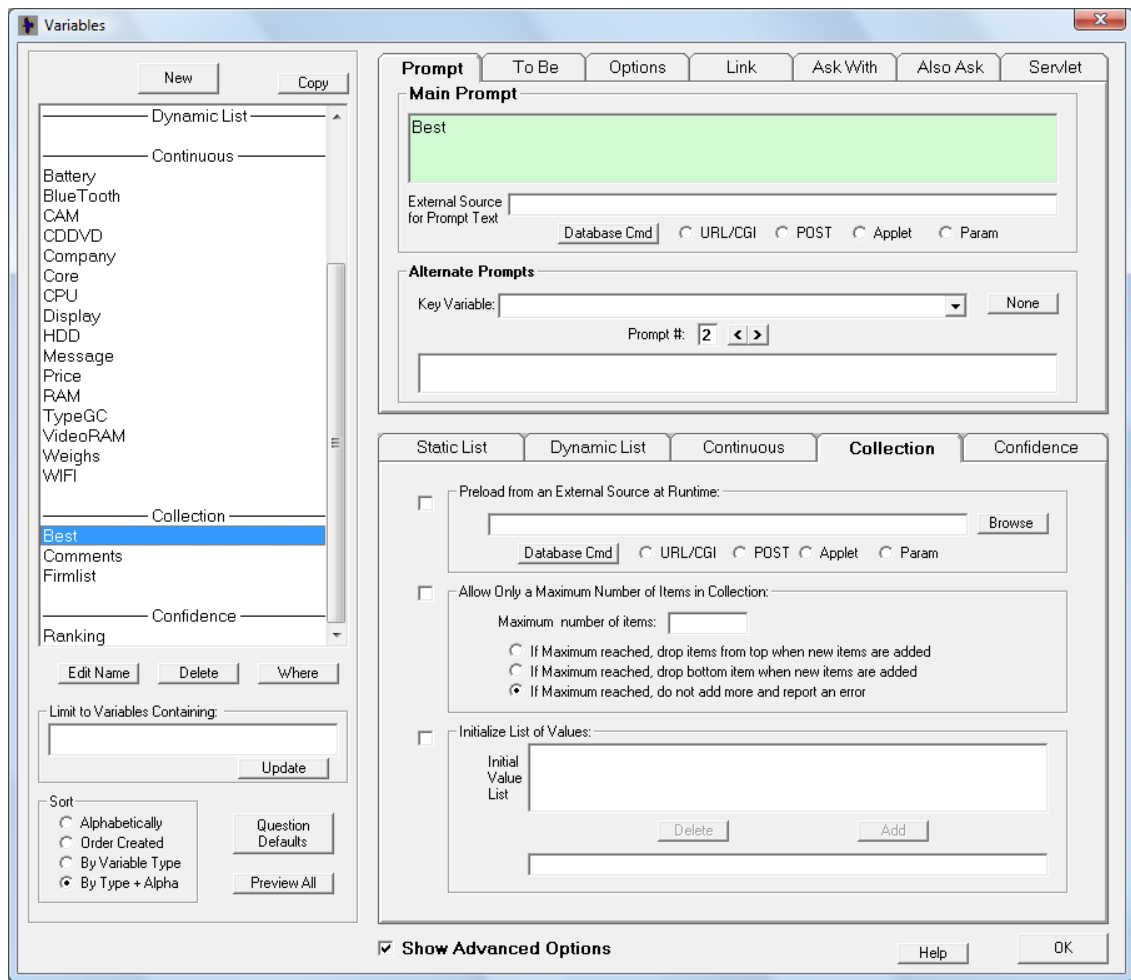 Variables
New
Copy
Dynamic List
Continuous
Battery
BlueTooth
CAM
CDDVD
Company
Core
CPU
Display
HDD
Message
Price
RAM
TypeGC
VideoRAM
Weighs
WIFI
Collection
Best
Comments
Firmlist
Confidence
Ranking
Edit Name Delete Where
Limit to Variables Containing:
Update
Sort
Alphabetically
Order Created
By Variable Type
By Type + Alpha
Question
Defaults
Preview All
Prompt To Be Options Link Ask With Also Ask Servlet
Main Prompt
Best
External Source
for Prompt Text
Database Cmd URL/CGI POST Applet Param
Alternate Prompts
Key Variable: None
Prompt #: 2 < >
Static List Dynamic List Continuous Collection Confidence
Preload from an External Source at Runtime:
Browse
Database Cmd URL/CGI POST Applet Param
Allow Only a Maximum Number of Items in Collection:
Maximum number of items:
If Maximum reached, drop items from top when new items are added
If Maximum reached, drop bottom item when new items are added
If Maximum reached, do not add more and report an error
Initialize List of Values:
Initial
Value
List
Delete Add
Show Advanced Options
Help OK